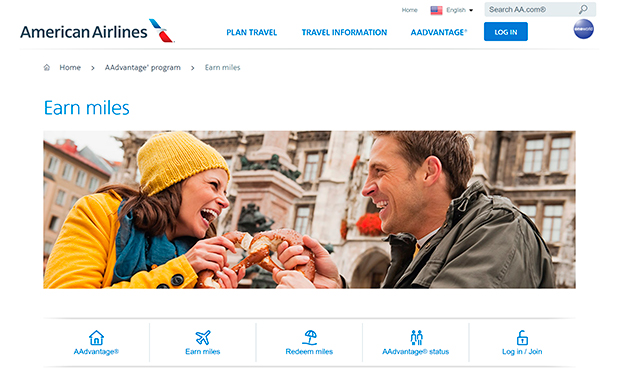 Home English Search AA.com®
American Airlines
PLAN TRAVEL TRAVEL INFORMATION AADVANTAGE® LOG IN
Home > AAdvantage® program > Earn miles
Earn miles
AAdvantage® Earn miles Redeem miles AAdvantage® status Log in / Join